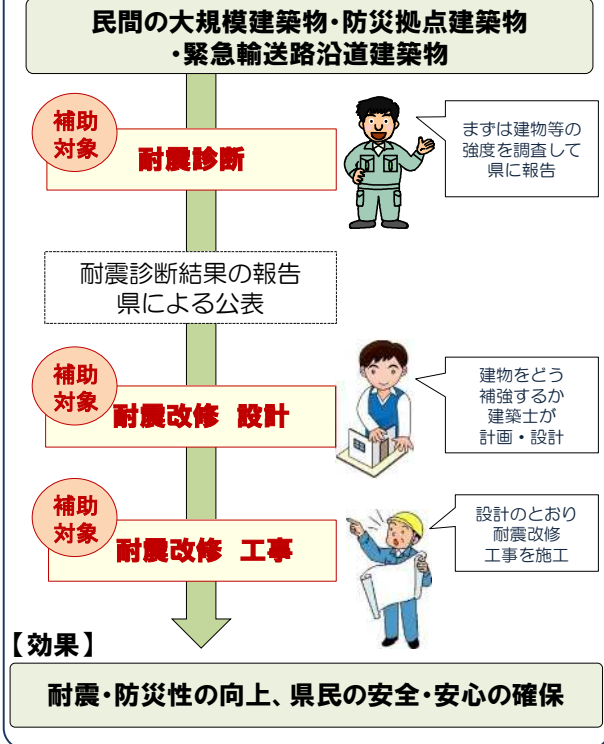 民間の大規模建築物・防災拠点建築物
・緊急輸送路沿道建築物
補助
対象
耐震診断
まずは建物等の
強度を調査して
県に報告
耐震診断結果の報告
県による公表
補助
対象
耐震改修 設計
建物をどう
補強するか
建築士が
計画・設計
補助
対象
耐震改修 工事
設計のとおり
耐震改修
工事を施工
【効果】
耐震・防災性の向上、県民の安全・安心の確保